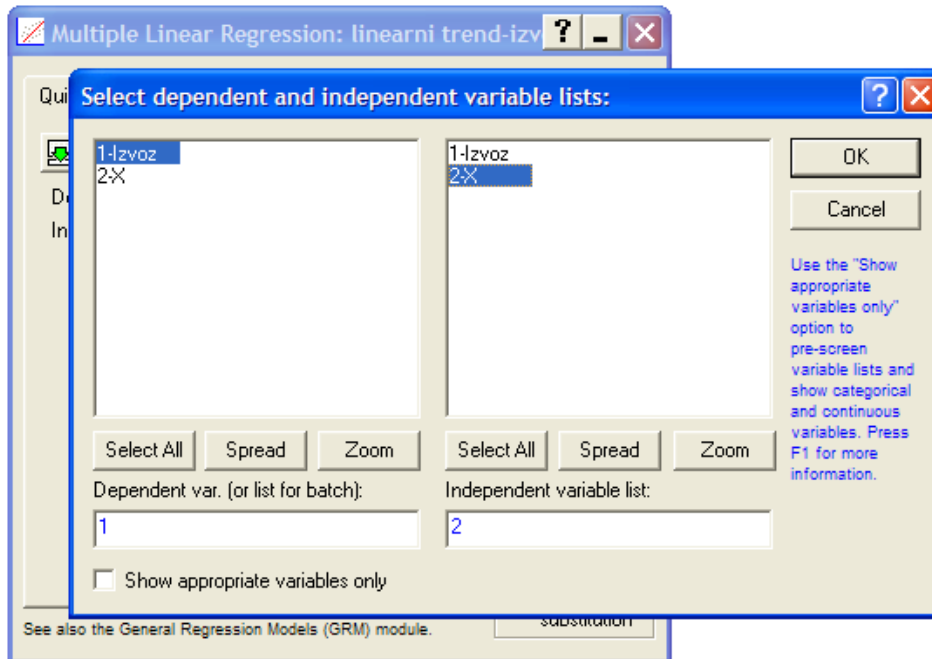 Multiple Linear Regression: linearni trend-izv
Qui
Select dependent and independent variable lists:
1-Izvoz
2-X
1-Izvoz
2-X
OK
Cancel
De
In
Use the "Show
appropriate
variables only"
option to
pre-screen
variable lists and
show categorical
and continuous
variables. Press
F1 for more
information.
Select All Spread Zoom
Select All Spread Zoom
Dependent var. (or list for batch):
Independent variable list:
1
2
Show appropriate variables only
See also the General Regression Models (GRM) module.
substitution